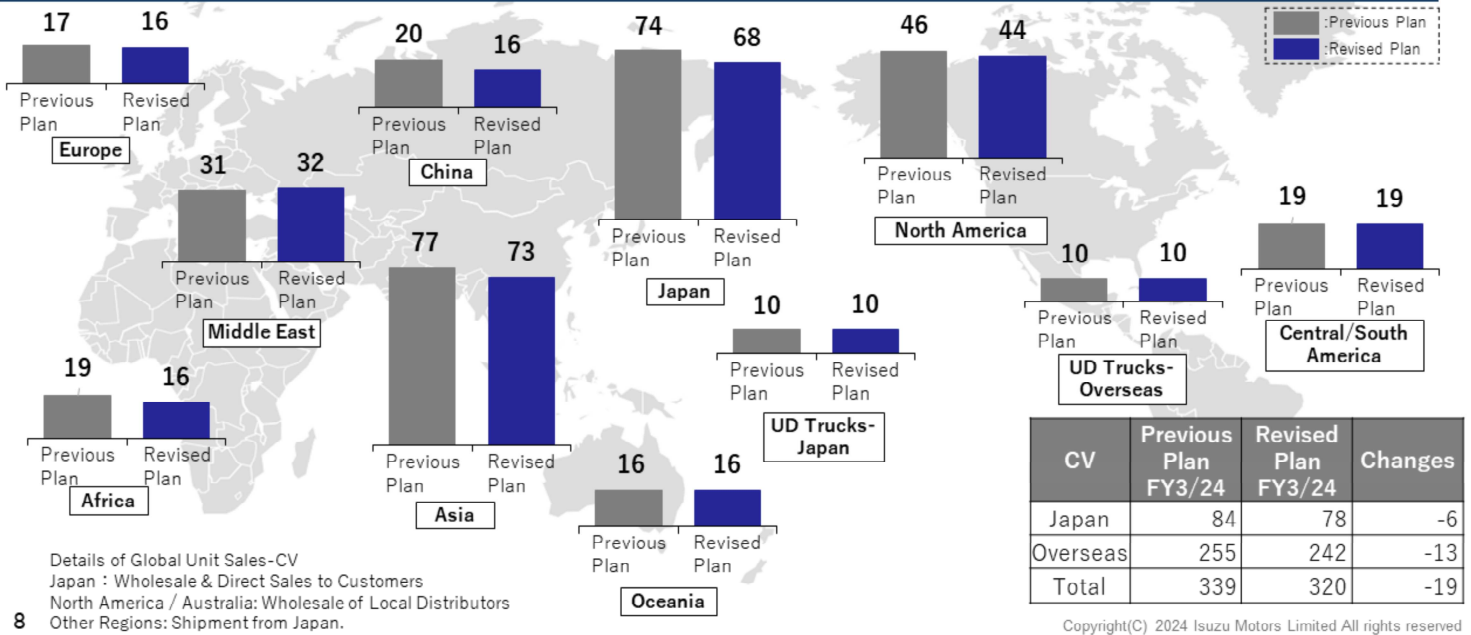 :Previous Plan
:Revised Plan
17 16
Previous Plan
Revised Plan
Europe
20 16
Previous Plan
Revised Plan
China
74 68
Previous Plan
Revised Plan
Japan
46 44
Previous Plan
Revised Plan
North America
31 32
Previous Plan
Revised Plan
Middle East
77 73
Previous Plan
Revised Plan
Asia
10 10
Previous Plan
Revised Plan
UD Trucks-
Japan
10 10
Previous Plan
Revised Plan
UD Trucks-
Overseas
19 19
Previous Plan
Revised Plan
Central/South
America
19 16
Previous Plan
Revised Plan
Africa
16 16
Previous Plan
Revised Plan
Oceania
CV Previous Plan FY3/24 Revised Plan FY3/24 Changes
Japan 84 78 -6
Overseas 255 242 -13
Total 339 320 -19
Details of Global Unit Sales-CV
Japan：Wholesale & Direct Sales to Customers
North America / Australia: Wholesale of Local Distributors
8 Other Regions: Shipment from Japan.
Copyright(C) 2024 Isuzu Motors Limited All rights reserved